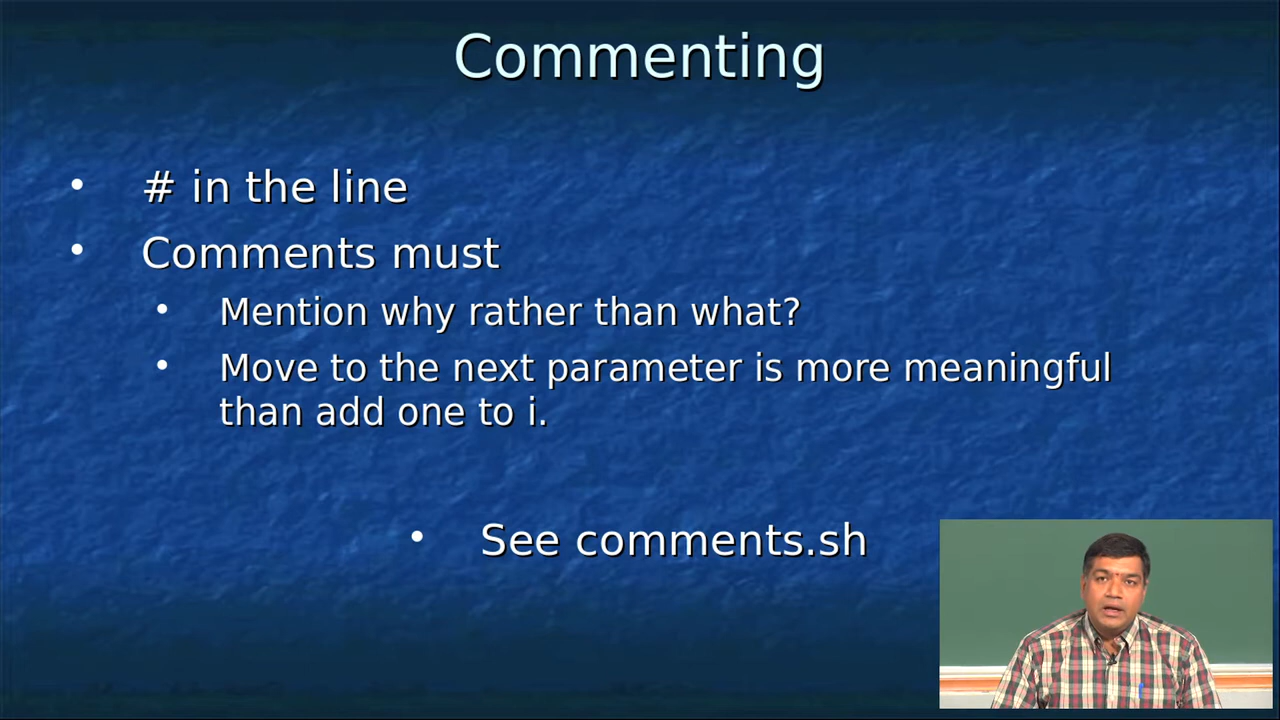 Commenting
• # in the line
• Comments must
• Mention why rather than what?
• Move to the next parameter is more meaningful
than add one to i.
• See comments.sh